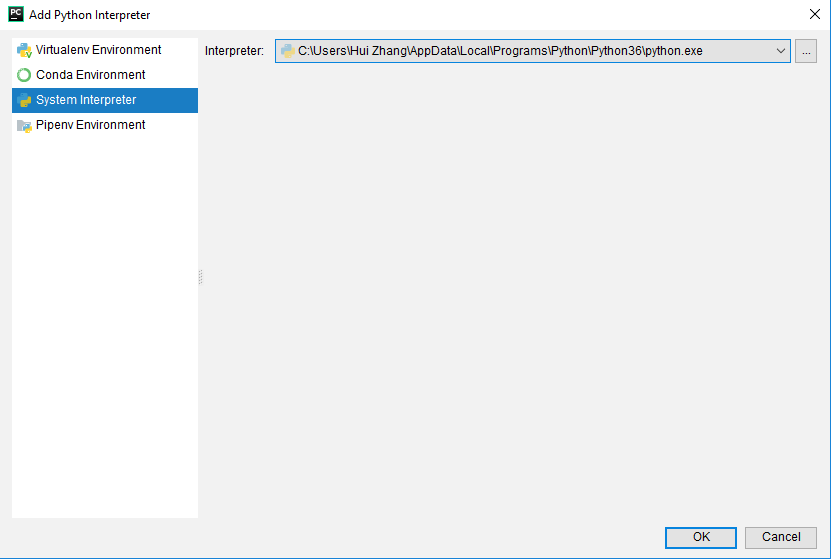 PC Add Python Interpreter
Virtualenv Environment
Conda Environment
System Interpreter
Pipenv Environment
Interpreter: C:\Users\Hui Zhang\AppData\Local\Programs\Python\Python36\python.exe ...
OK Cancel